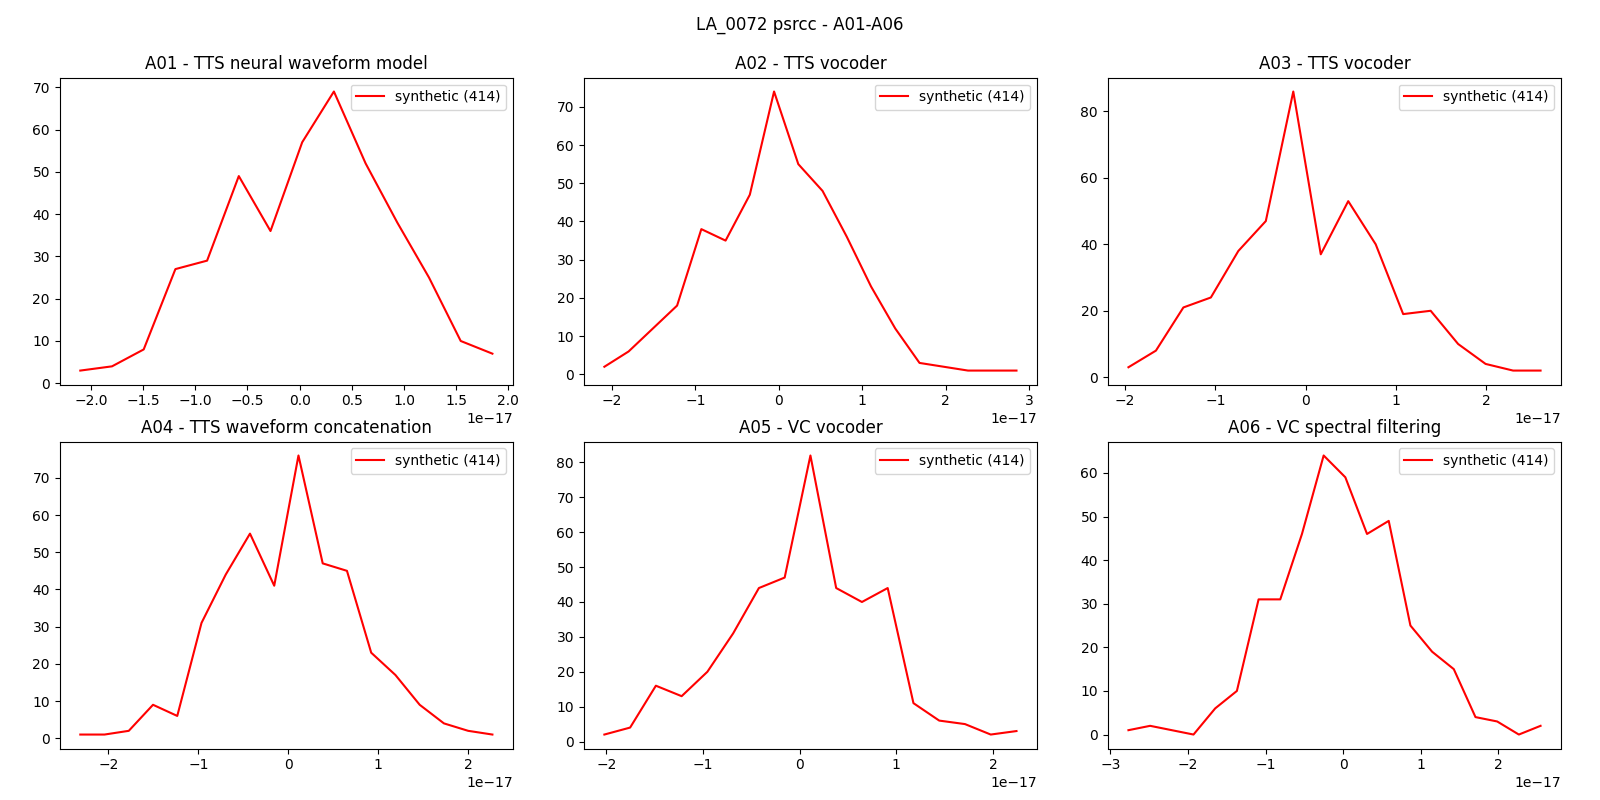 LA_0072 psrcc - A01-A06
A01 - TTS neural waveform model
synthetic (414)
70
60
50
40
30
20
10
0
−2.0 −1.5 −1.0 −0.5 0.0 0.5 1.0 1.5 2.0
1e−17
A02 - TTS vocoder
synthetic (414)
70
60
50
40
30
20
10
0
−2 −1 0 1 2 3
1e−17
A03 - TTS vocoder
synthetic (414)
80
60
40
20
0
−2 −1 0 1 2
1e−17
A04 - TTS waveform concatenation
synthetic (414)
70
60
50
40
30
20
10
0
−2 −1 0 1 2
1e−17
A05 - VC vocoder
synthetic (414)
80
70
60
50
40
30
20
10
0
−2 −1 0 1 2
1e−17
A06 - VC spectral filtering
synthetic (414)
60
50
40
30
20
10
0
−3 −2 −1 0 1 2
1e−17